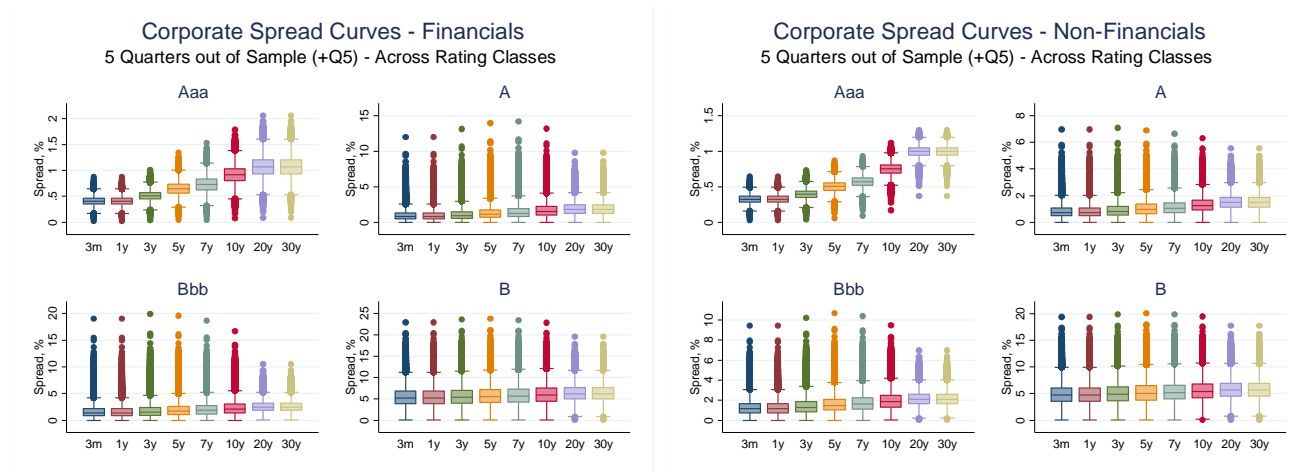 Corporate Spread Curves - Financials
5 Quarters out of Sample (+Q5) - Across Rating Classes
Aaa
Spread, %
2
1.5
1
.5
0
3m 1y 3y 5y 7y 10y 20y 30y
A
Spread, %
15
10
5
0
3m 1y 3y 5y 7y 10y 20y 30y
Bbb
Spread, %
20
15
10
5
0
3m 1y 3y 5y 7y 10y 20y 30y
B
Spread, %
25
20
15
10
5
0
3m 1y 3y 5y 7y 10y 20y 30y
Corporate Spread Curves - Non-Financials
5 Quarters out of Sample (+Q5) - Across Rating Classes
Aaa
Spread, %
1.5
1
.5
0
3m 1y 3y 5y 7y 10y 20y 30y
A
Spread, %
8
6
4
2
0
3m 1y 3y 5y 7y 10y 20y 30y
Bbb
Spread, %
10
8
6
4
2
0
3m 1y 3y 5y 7y 10y 20y 30y
B
Spread, %
20
15
10
5
0
3m 1y 3y 5y 7y 10y 20y 30y